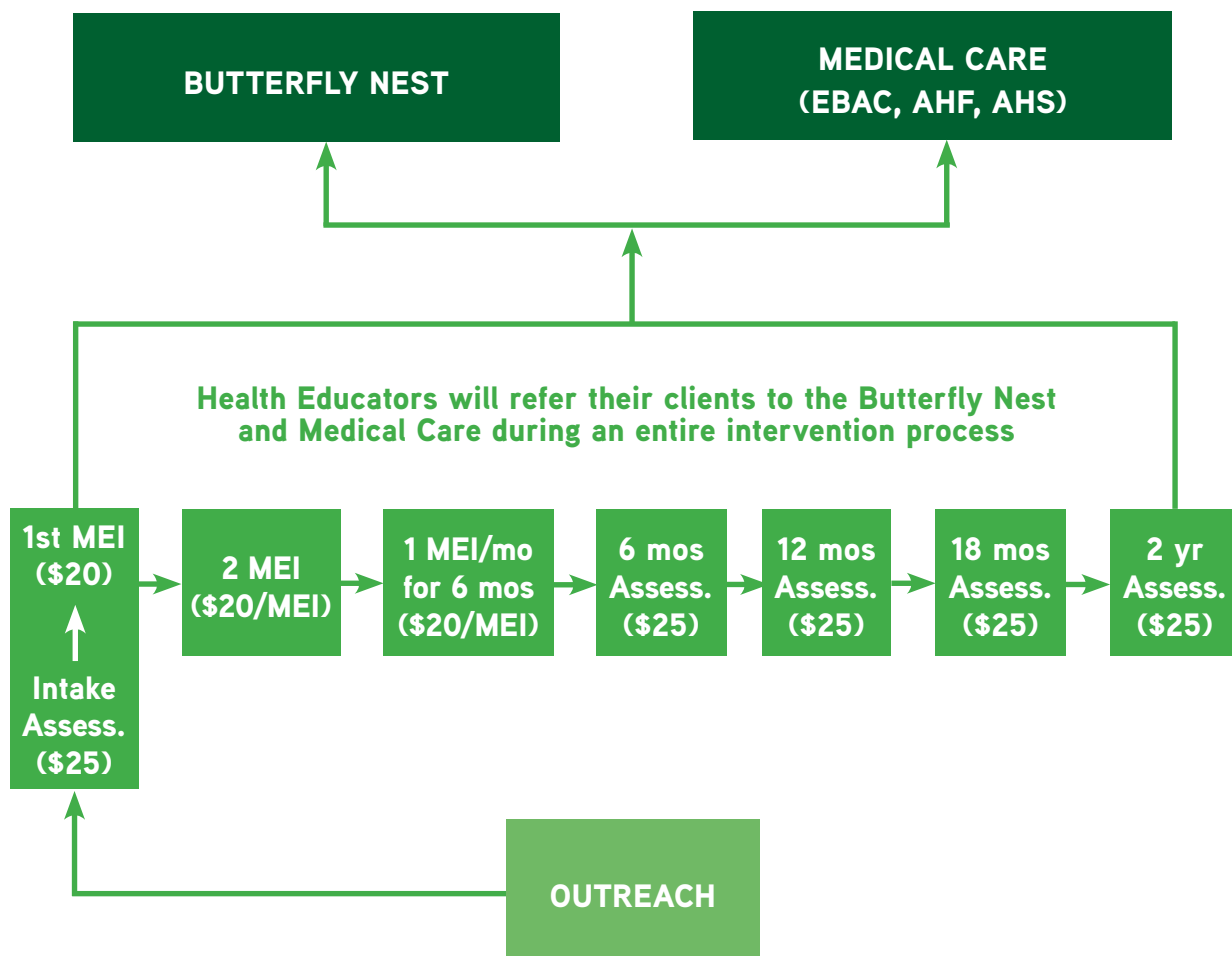 BUTTERFLY NEST
MEDICAL CARE
(EBAC, AHF, AHS)
Health Educators will refer their clients to the Butterfly Nest
and Medical Care during an entire intervention process
1st MEI
($20)
Intake
Assess.
($25)
2 MEI
($20/MEI)
1 MEI/mo
for 6 mos
($20/MEI)
6 mos
Assess.
($25)
12 mos
Assess.
($25)
18 mos
Assess.
($25)
2 yr
Assess.
($25)
OUTREACH